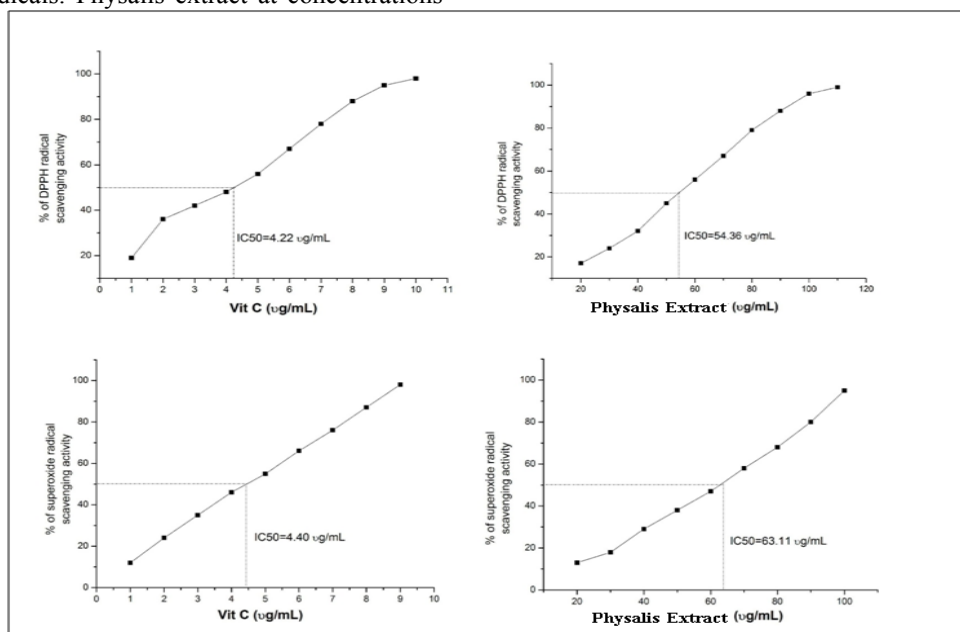 dicals. Physalis extract at concentrations
% of DPPH radical
scavenging activity
100
80
60
40
20
0 1 2 3 4 5 6 7 8 9 10 11
IC50=4.22 υg/mL
Vit C (υg/mL)
% of DPPH radical
scavenging activity
100
80
60
40
20
20 40 60 80 100 120
IC50=54.36 υg/mL
Physalis Extract (υg/mL)
% of superoxide radical
scavenging activity
100
80
60
40
20
0
0 1 2 3 4 5 6 7 8 9 10
IC50=4.40 υg/mL
Vit C (υg/mL)
% of superoxide radical
scavenging activity
100
80
60
40
20
0
20 40 60 80 100
IC50=63.11 υg/mL
Physalis Extract (υg/mL)